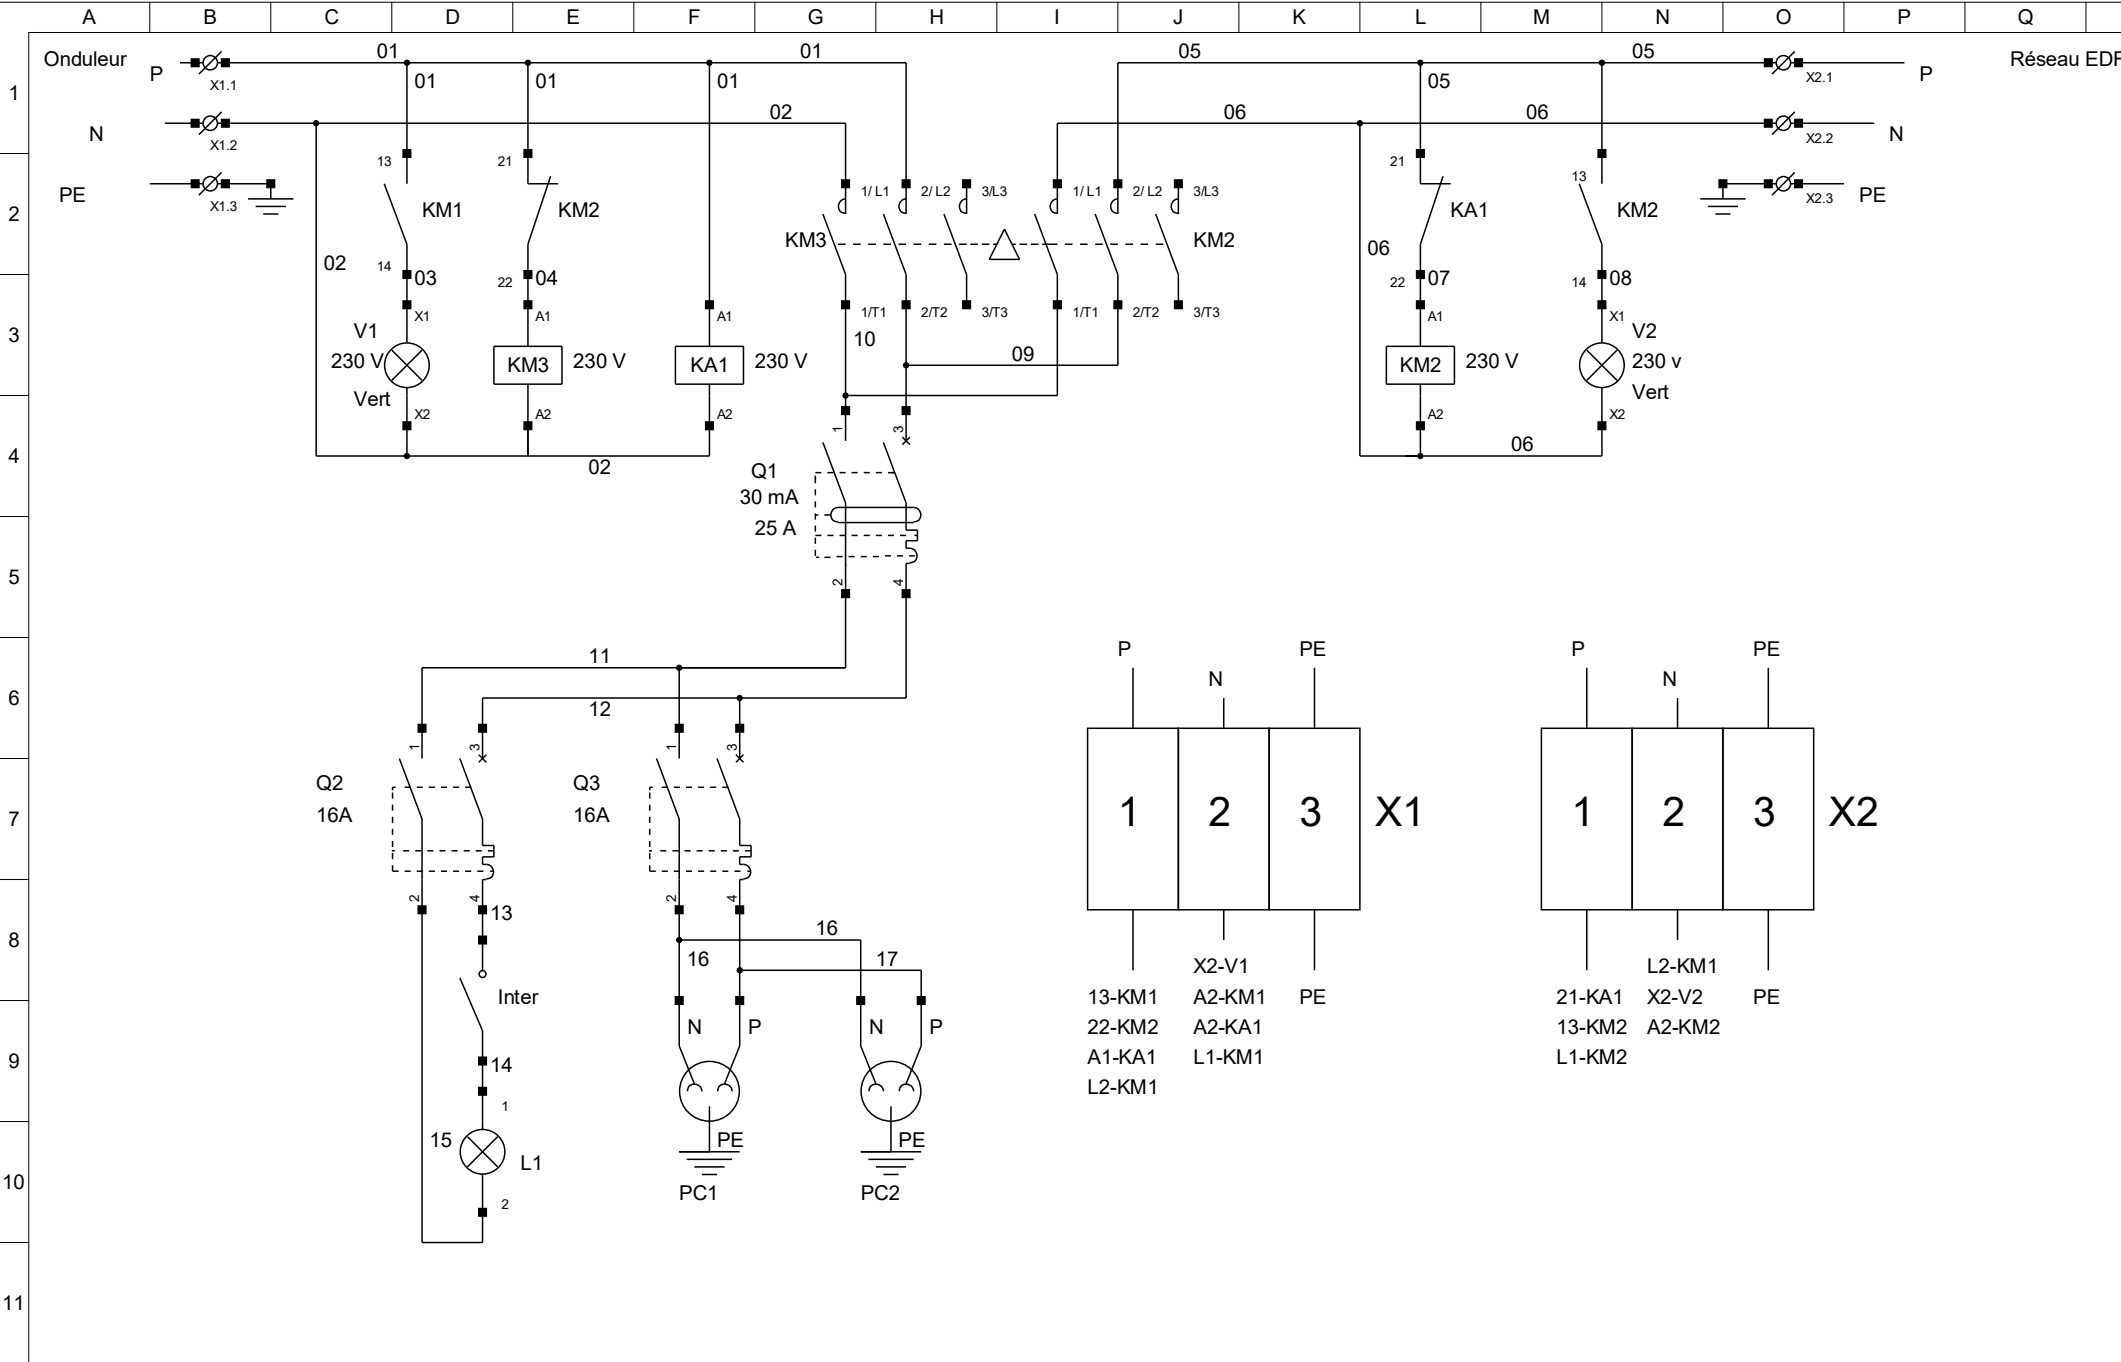 A B C D E F G H I J K L M N O P Q
1
2
3
4
5
6
7
8
9
10
11
Onduleur
P
N
PE
X1.1
X1.2
X1.3
01 01 05 05
01 01 01 05
02 06 06
Réseau EDF
X2.1
P
X2.2
N
X2.3
PE
13 21 21 13
KM1 KM2 KA1 KM2
1/ L1 2/ L2 3/L3 1/ L1 2/ L2 3/L3
KM3 KM2
02 06
14 03 22 04 22 07 14 08
X1 A1 A1 1/T1 2/T2 3/T3 1/T1 2/T2 3/T3 A1 X1
V1
230 V
Vert
KM3 230 V
KA1 230 V
10
09
KM2 230 V
V2
230 v
Vert
X2 A2 A2 A2 X2
02 06
1 3
Q1
30 mA
25 A
2 4
11
12
1 3 1 3
Q2
16A
Q3
16A
2 4 2 4
13
16
16 17
Inter
N P N P
14
1
15
L1
2
PE PE
PC1 PC2
P N PE
1 2 3 X1
13-KM1
22-KM2
A1-KA1
L2-KM1
X2-V1
A2-KM1
A2-KA1
L1-KM1
PE
P N PE
1 2 3 X2
21-KA1
13-KM2
L1-KM2
L2-KM1
X2-V2
A2-KM2
PE